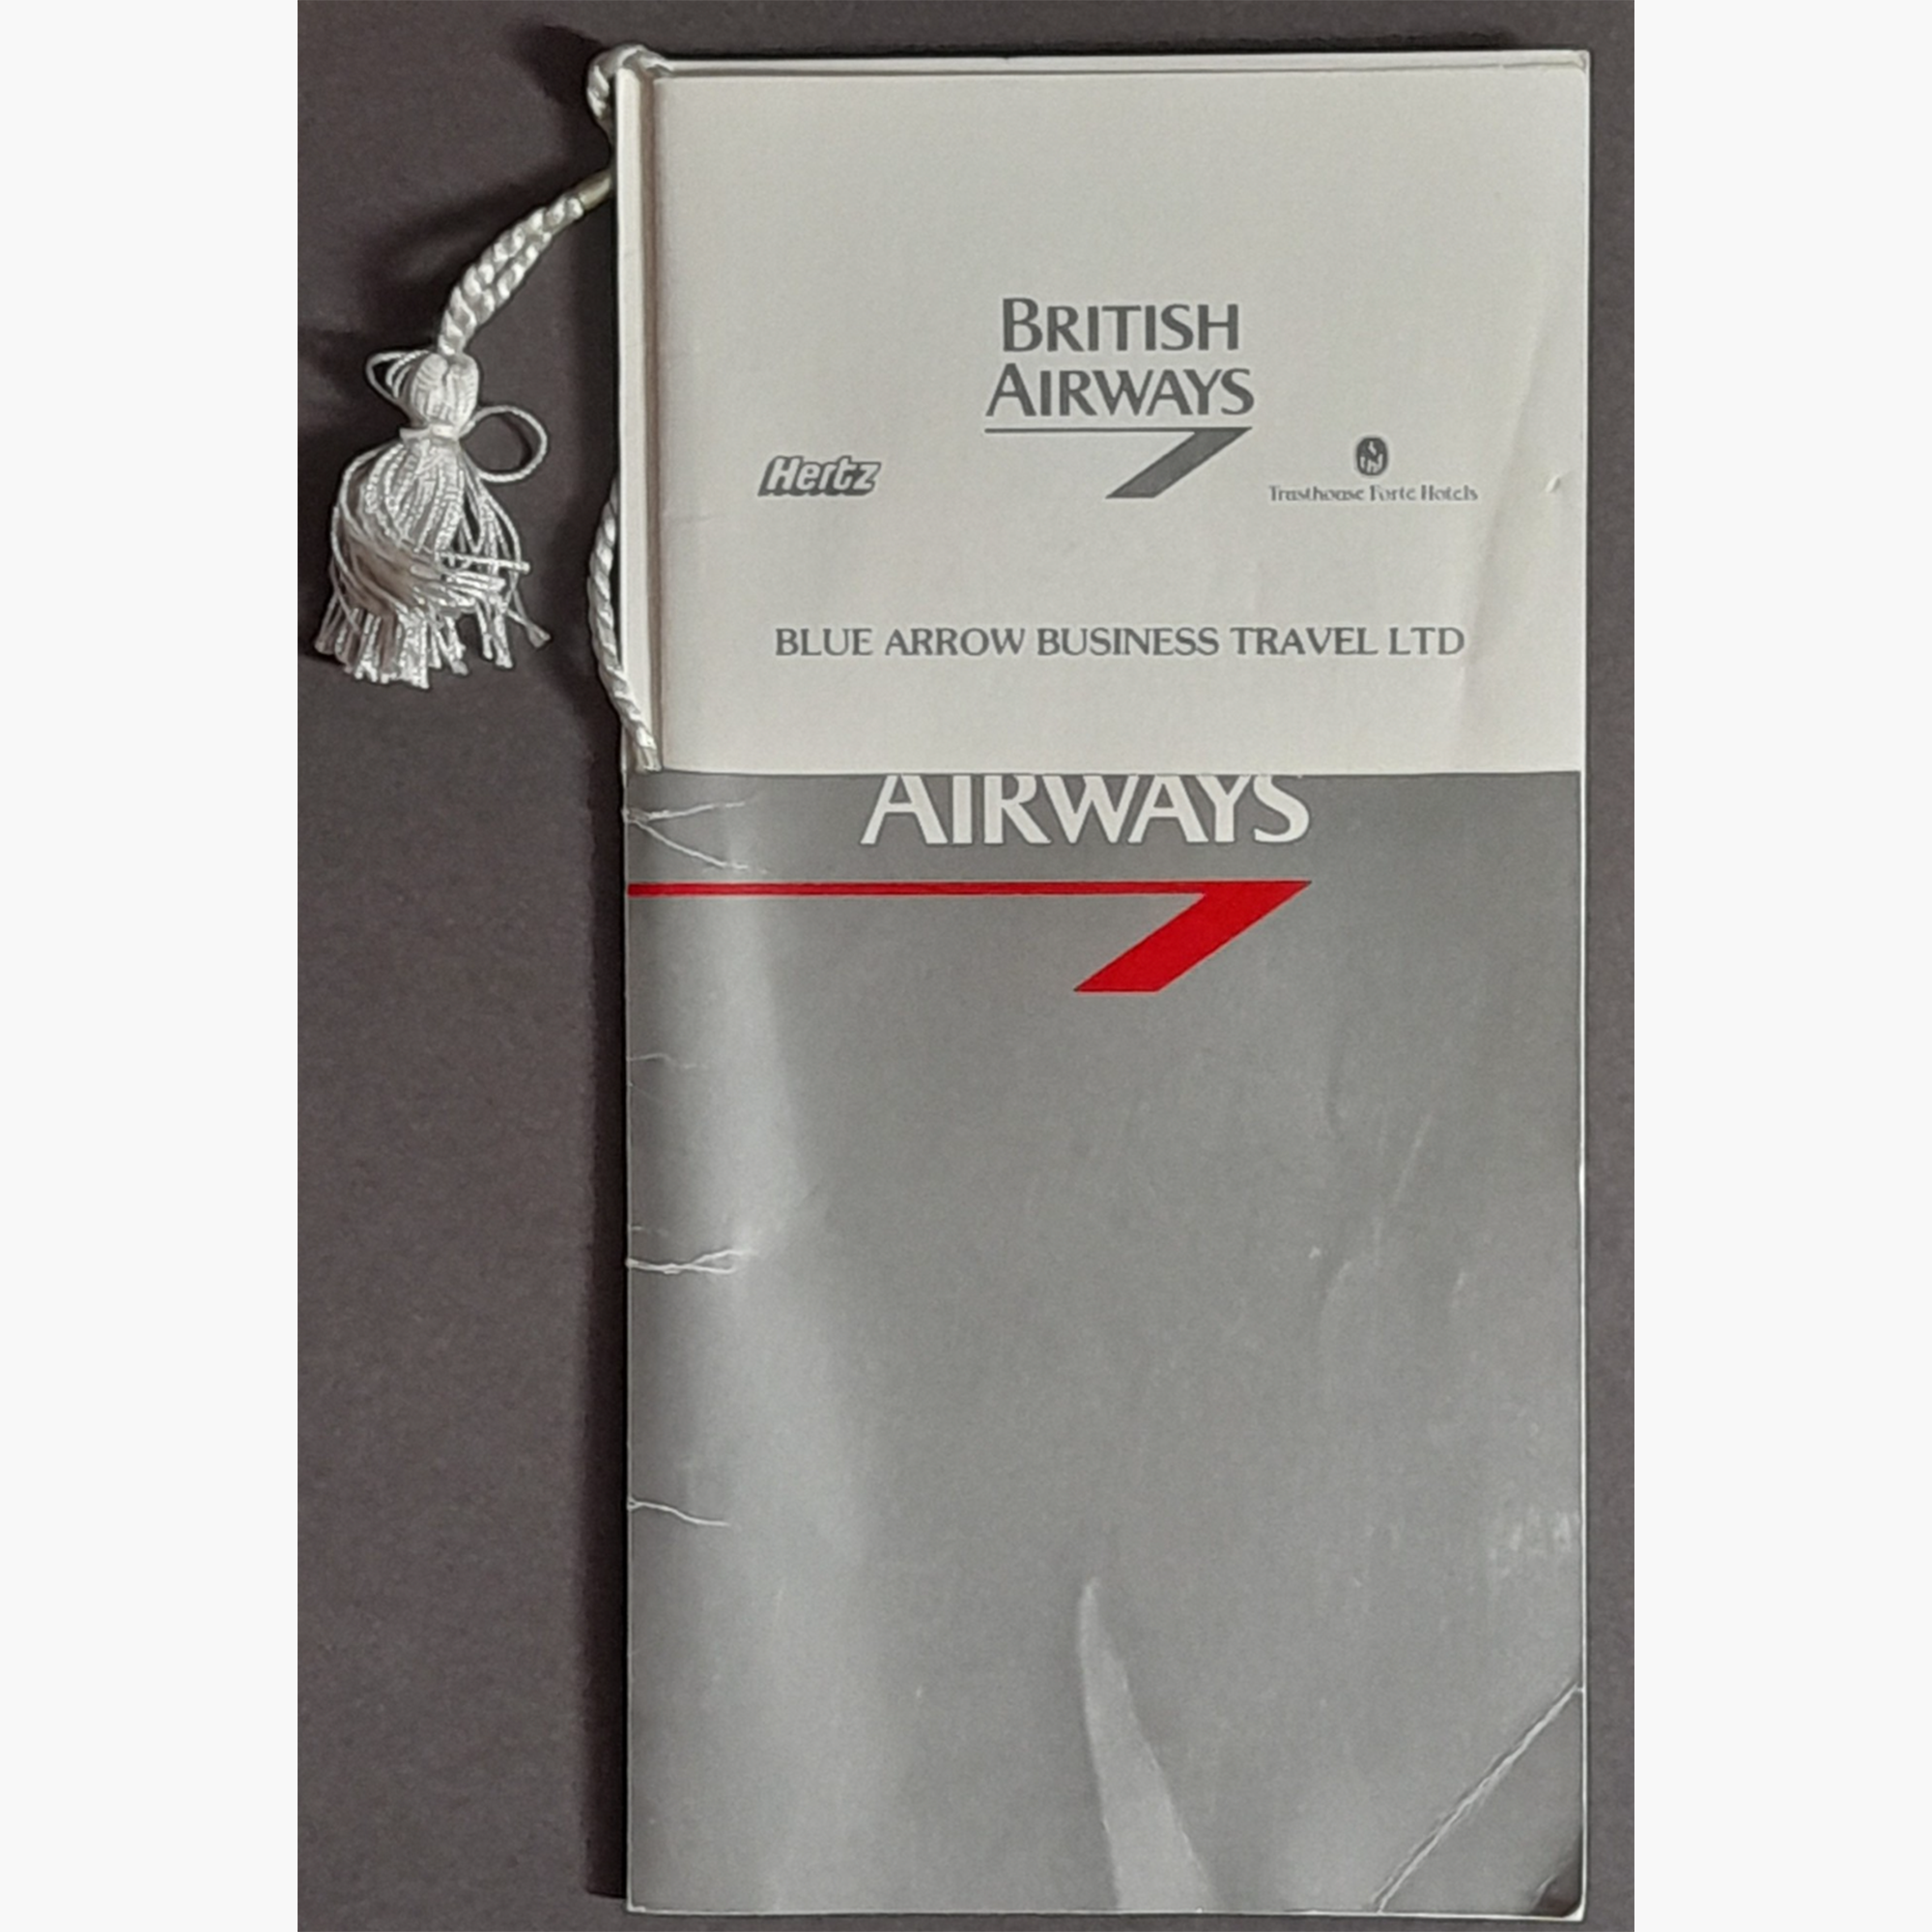 BRITISH
AIRWAYS
Hertz
Trusthouse Forte Hotels
BLUE ARROW BUSINESS TRAVEL LTD
AIRWAYS